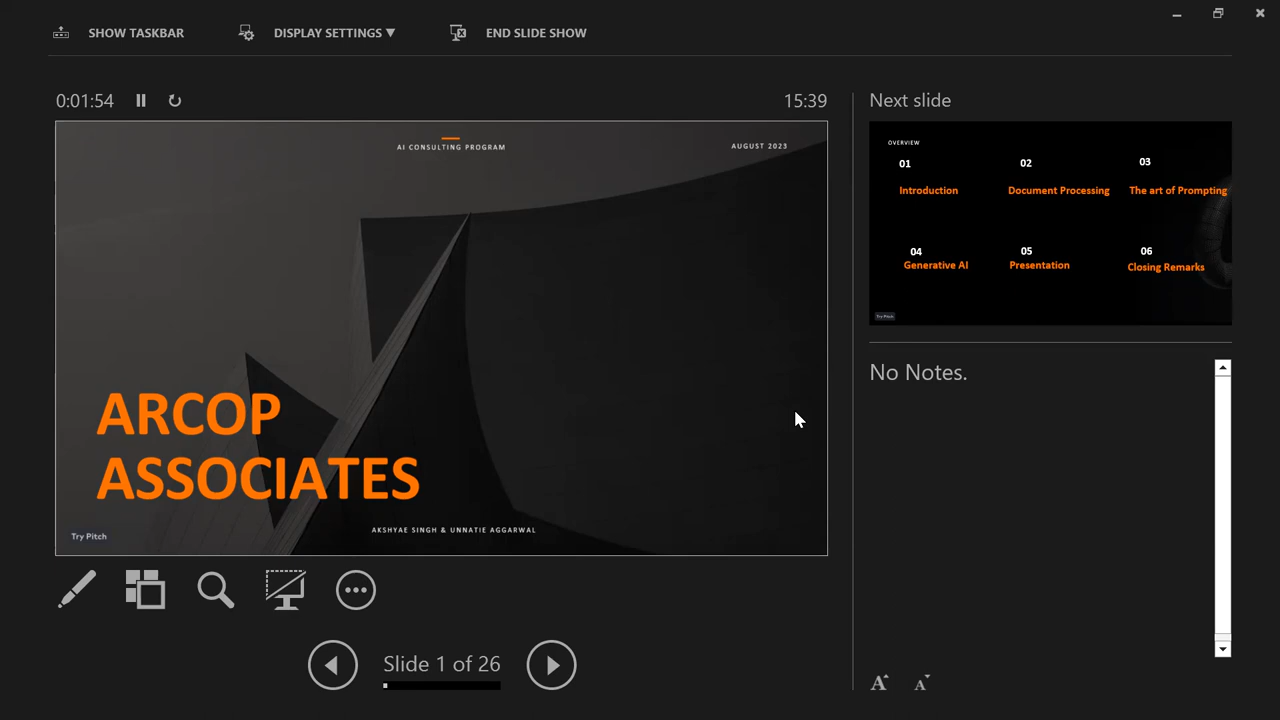 SHOW TASKBAR
DISPLAY SETTINGS ▼
END SLIDE SHOW
0:01:54
15:39
AI CONSULTING PROGRAM
AUGUST 2023
ARCOP
ASSOCIATES
Try Pitch
AKSHYAE SINGH & UNNATIE AGGARWAL
Slide 1 of 26
Next slide
OVERVIEW
01
02
03
Introduction
Document Processing
The art of Prompting
04
05
06
Generative AI
Presentation
Closing Remarks
Try Pitch
No Notes.
A
A